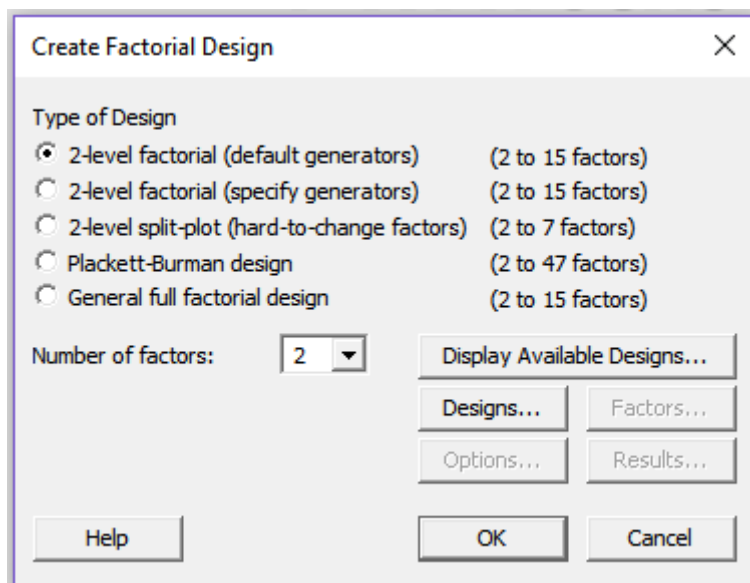 Create Factorial Design
Type of Design
2-level factorial (default generators) (2 to 15 factors)
2-level factorial (specify generators) (2 to 15 factors)
2-level split-plot (hard-to-change factors) (2 to 7 factors)
Plackett-Burman design (2 to 47 factors)
General full factorial design (2 to 15 factors)
Number of factors: 2 Display Available Designs...
Designs... Factors...
Options... Results...
Help OK Cancel